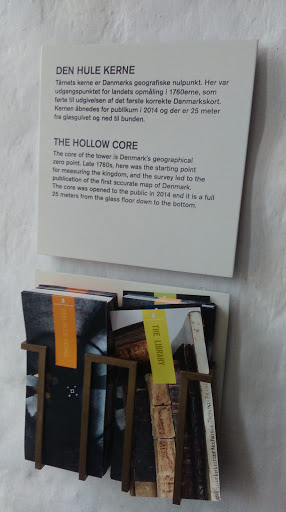 DEN HULE KERNE
Tårnets kerne er Danmarks geografiske nulpunkt. Her var
udgangspunktet for landets opmåling i 1760erne, som
førte til udgivelsen af det første korrekte Danmarkskort.
Kernen åbnedes for publikum i 2014 og der er 25 meter
fra glasgulvet og ned til bunden.
THE HOLLOW CORE
The core of the tower is Denmark's geographical
zero point. Late 1760s, here was the starting point
for measuring the kingdom, and the survey led to the
publication of the first accurate map of Denmark.
The core was opened to the public in 2014 and it is a full
25 meters from the glass floor down to the bottom.
THE LIBRARY